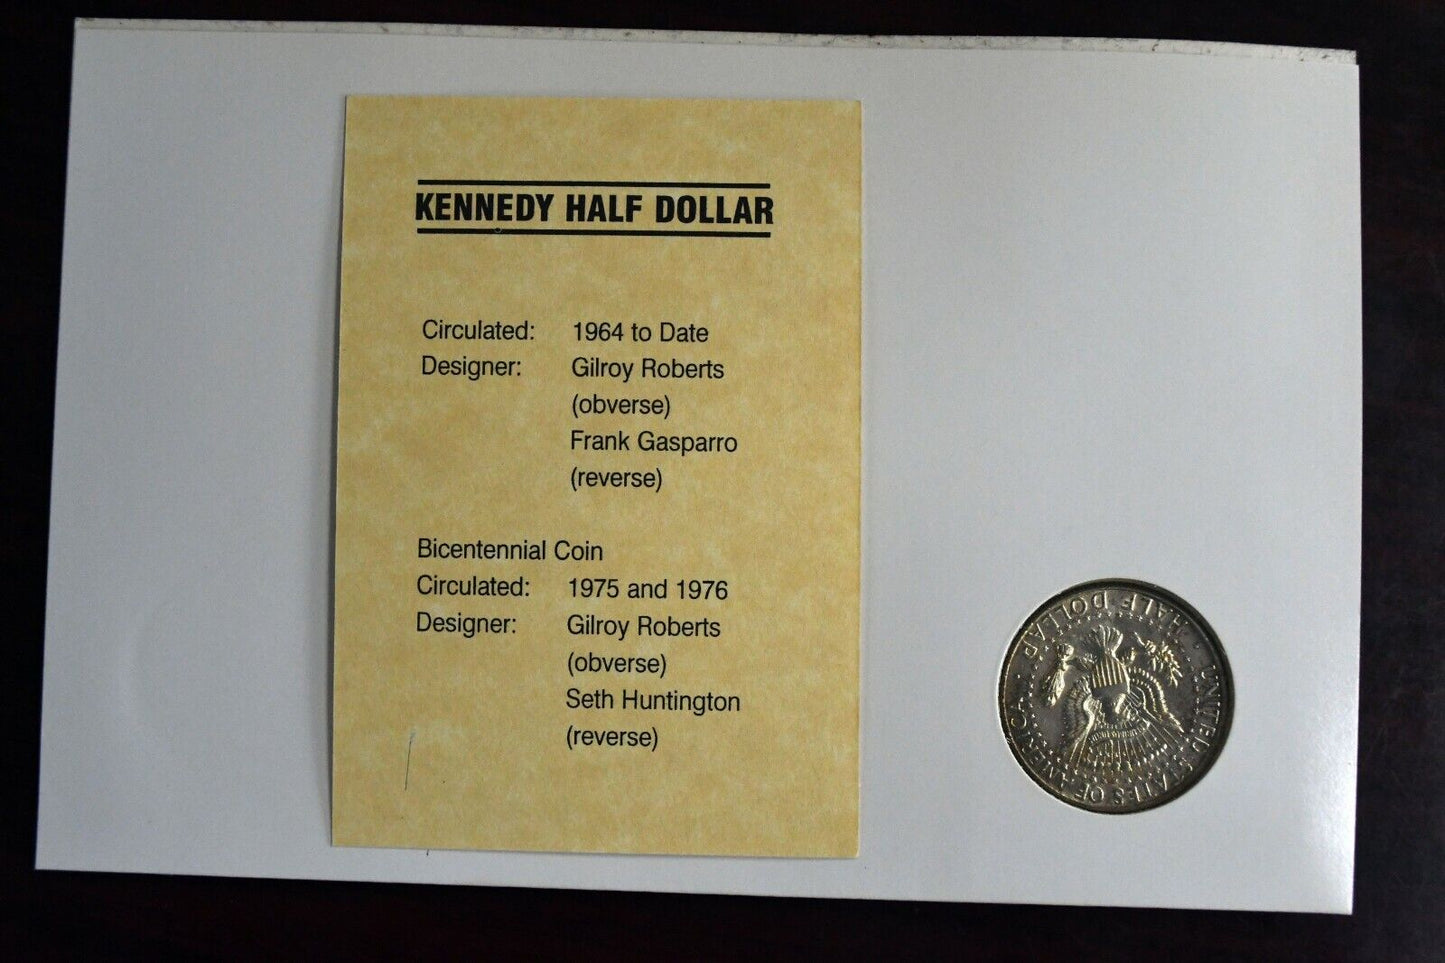 KENNEDY HALF DOLLAR
Circulated: 1964 to Date
Designer: Gilroy Roberts
(obverse)
Frank Gasparro
(reverse)
Bicentennial Coin
Circulated: 1975 and 1976
Designer: Gilroy Roberts
(obverse)
Seth Huntington
(reverse)
UNITED STATES OF AMERICA
HALF DOLLAR